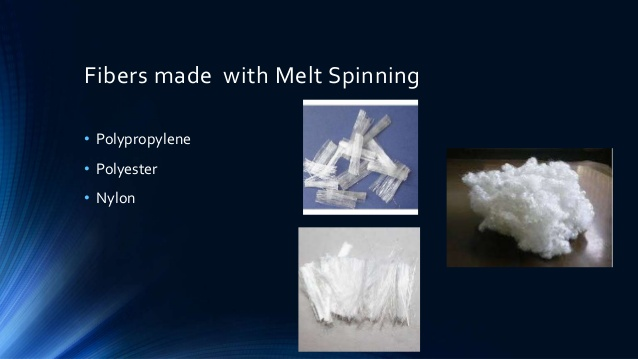 Fibers made  with Melt Spinning
• Polypropylene
• Polyester
• Nylon